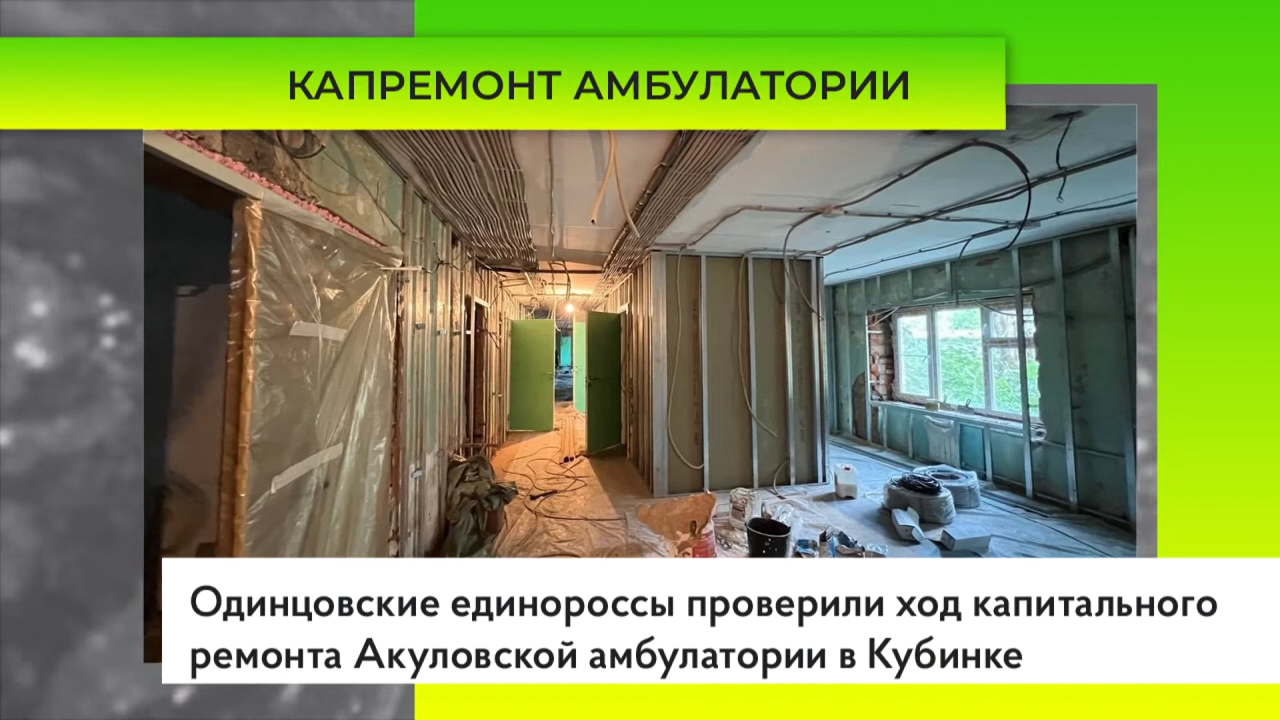 КАПРЕМОНТ АМБУЛАТОРИИ
Одинцовские единороссы проверили ход капитального
ремонта Акуловской амбулатории в Кубинке